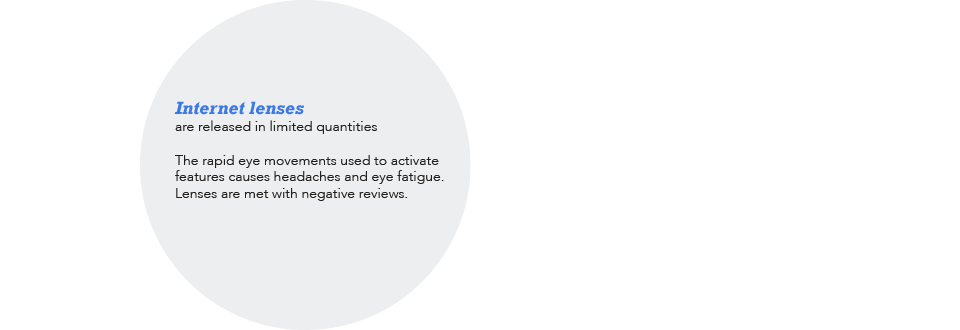 Internet lenses
are released in limited quantities
The rapid eye movements used to activate
features causes headaches and eye fatigue.
Lenses are met with negative reviews.